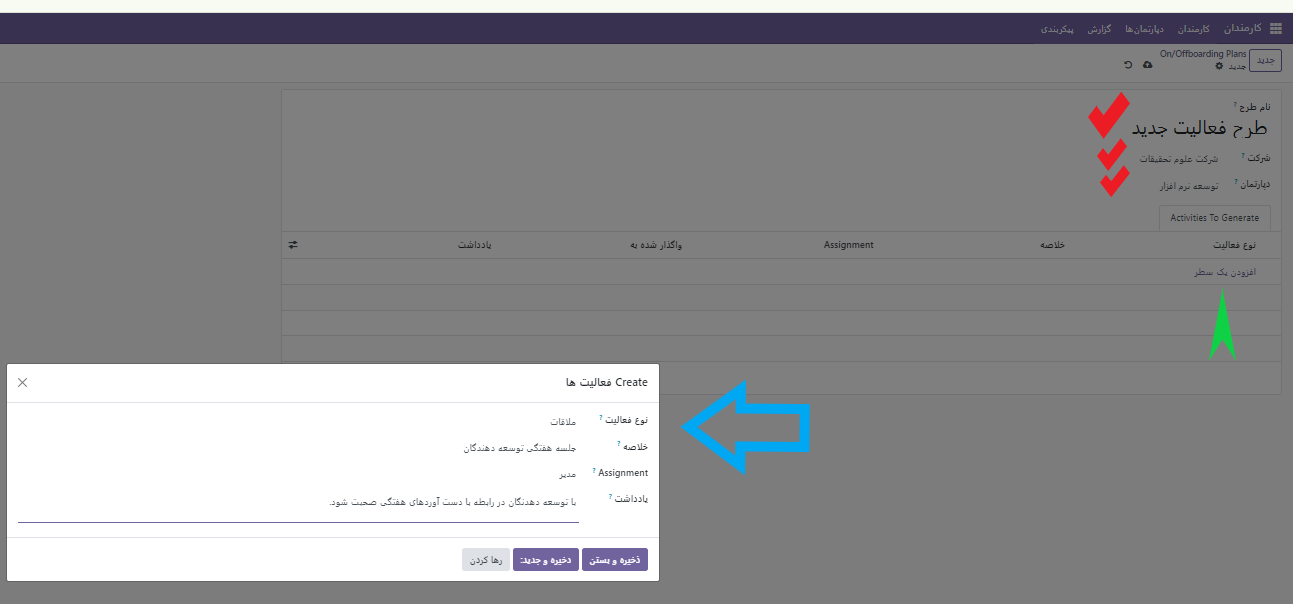 کارمندان کارمندان دپارتمان‌ها گزارش پیکربندی
جدید On/Offboarding Plans
جدید
نام طرح ?
طرح فعالیت جدید
شرکت ? شرکت علوم تحقیقات
دپارتمان ? توسعه نرم افزار
Activities To Generate
نوع فعالیت خلاصه Assignment واگذار شده به یادداشت
افزودن یک سطر
Create فعالیت ها
نوع فعالیت ? ملاقات
خلاصه ? جلسه هفتگی توسعه دهندگان
Assignment ? مدیر
یادداشت ? با توسعه دهدنگان در رابطه با دست آوردهای هفتگی صحبت شود.
ذخیره و بستن ذخیره و جدید: رها کردن